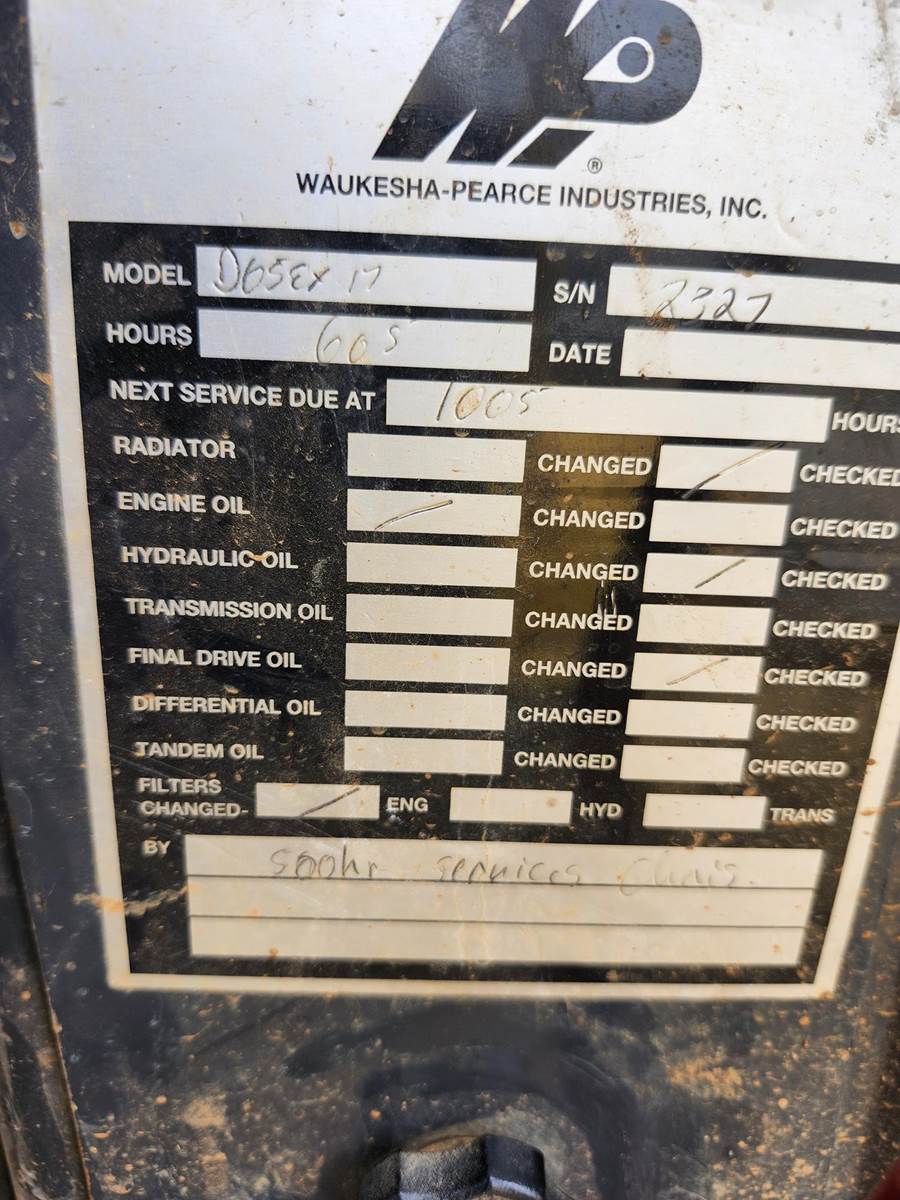 WP
®
WAUKESHA-PEARCE INDUSTRIES, INC.
MODEL D65EX 17 S/N 2327
HOURS 605 DATE
NEXT SERVICE DUE AT 1005 HOURS
RADIATOR CHANGED / CHECKED
ENGINE OIL / CHANGED CHECKED
HYDRAULIC OIL CHANGED / CHECKED
TRANSMISSION OIL CHANGED CHECKED
FINAL DRIVE OIL CHANGED / CHECKED
DIFFERENTIAL OIL CHANGED CHECKED
TANDEM OIL CHANGED CHECKED
FILTERS
CHANGED- / ENG HYD TRANS
BY 500hr services Chris.